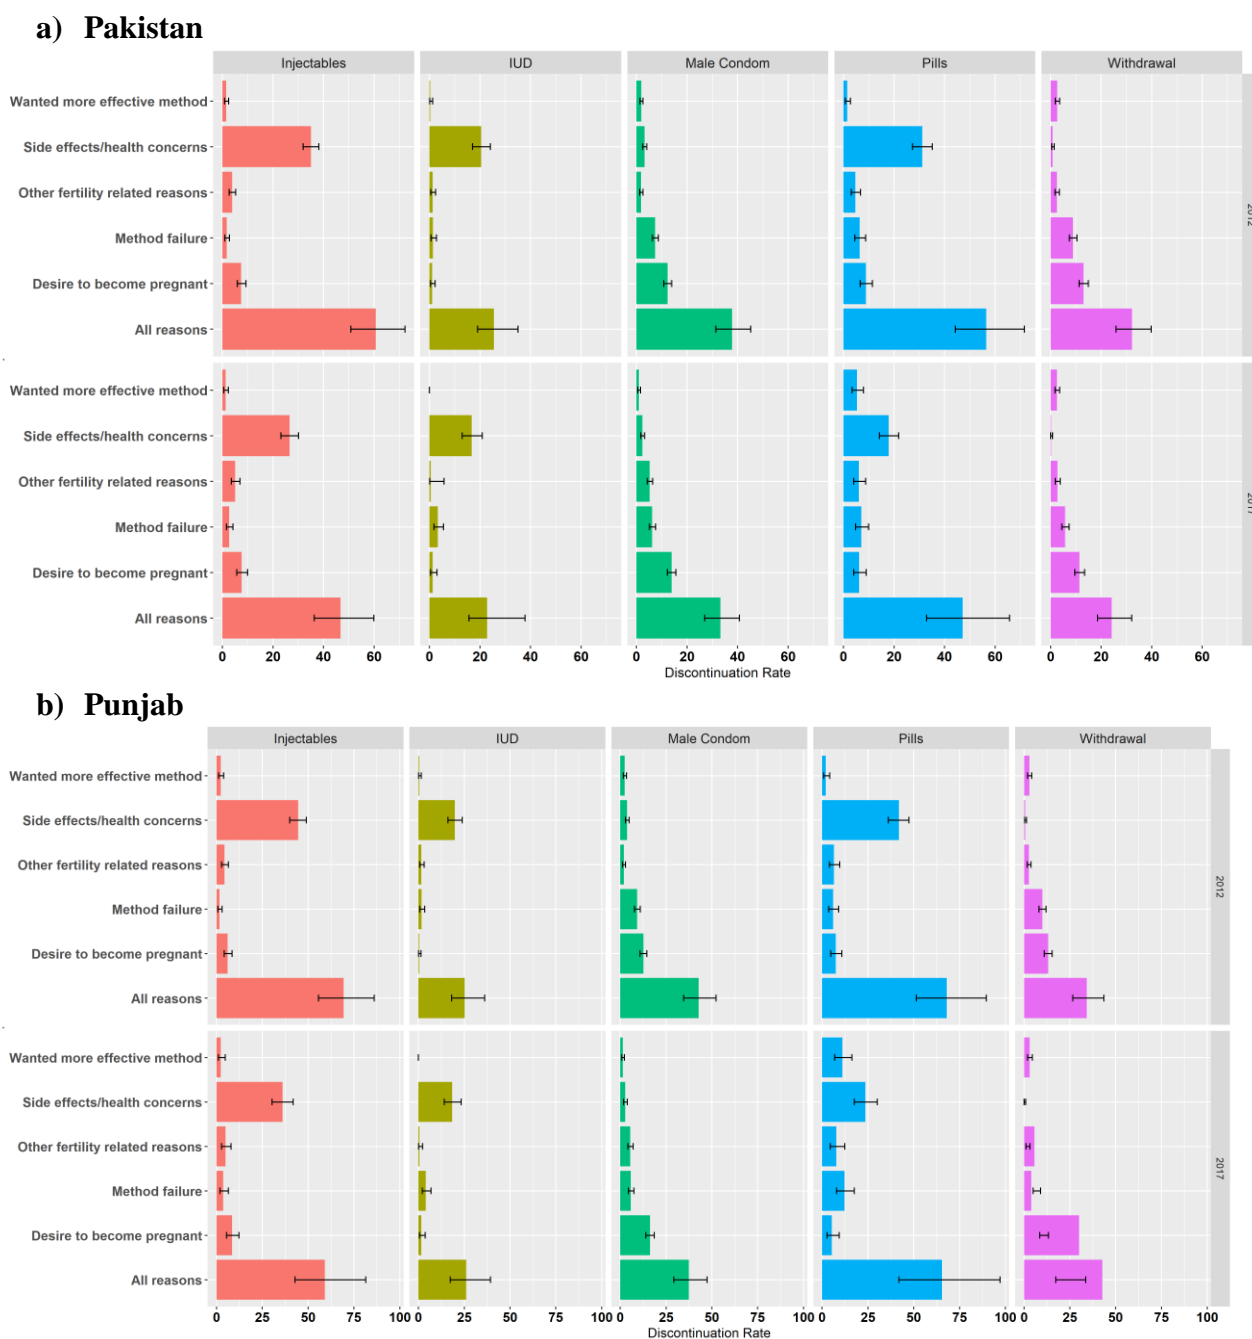 a) Pakistan
Injectables IUD Male Condom Pills Withdrawal
Wanted more effective method
Side effects/health concerns
Other fertility related reasons
Method failure
Desire to become pregnant
All reasons
Wanted more effective method
Side effects/health concerns
Other fertility related reasons
Method failure
Desire to become pregnant
All reasons
0 20 40 60 0 20 40 60 0 20 40 60 0 20 40 60 0 20 40 60
Discontinuation Rate
b) Punjab
Injectables IUD Male Condom Pills Withdrawal
Wanted more effective method
Side effects/health concerns
Other fertility related reasons
Method failure
Desire to become pregnant
All reasons
2012
Wanted more effective method
Side effects/health concerns
Other fertility related reasons
Method failure
Desire to become pregnant
All reasons
2017
0 25 50 75 100 0 25 50 75 100 0 25 50 75 100 0 25 50 75 100 0 25 50 75 100
Discontinuation Rate